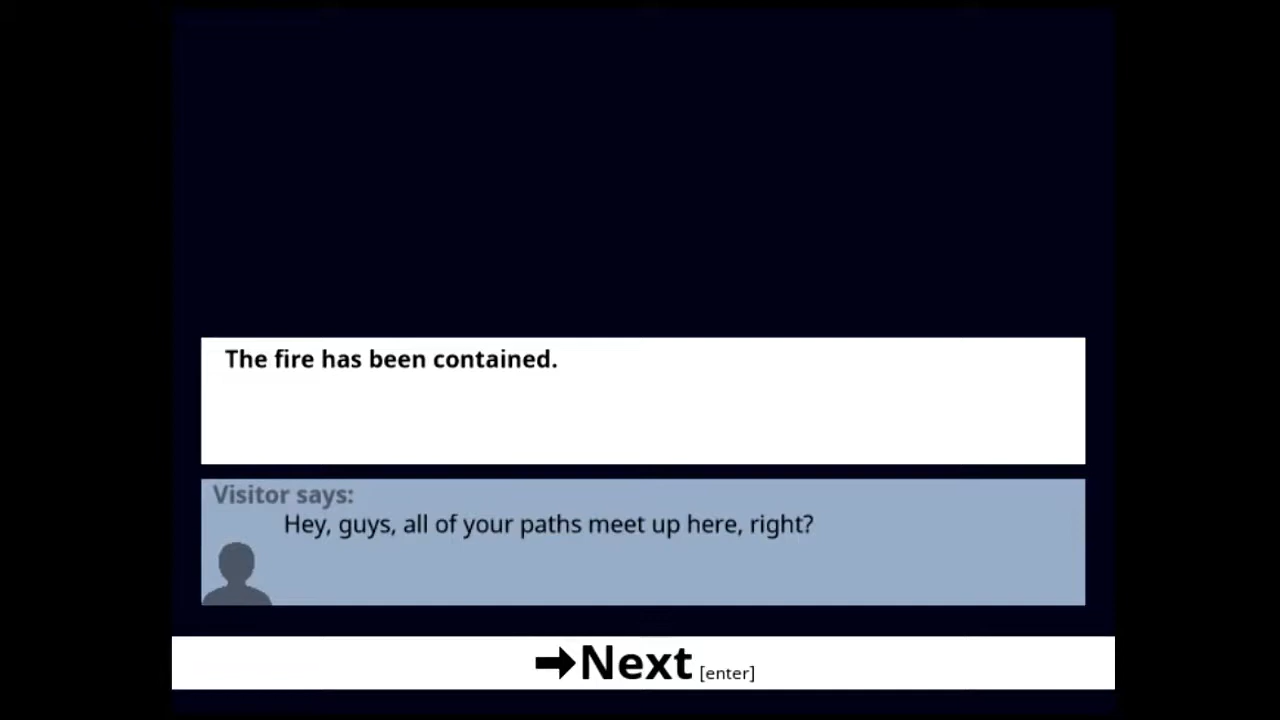 The fire has been contained.
Visitor says:
Hey, guys, all of your paths meet up here, right?
➡Next [enter]